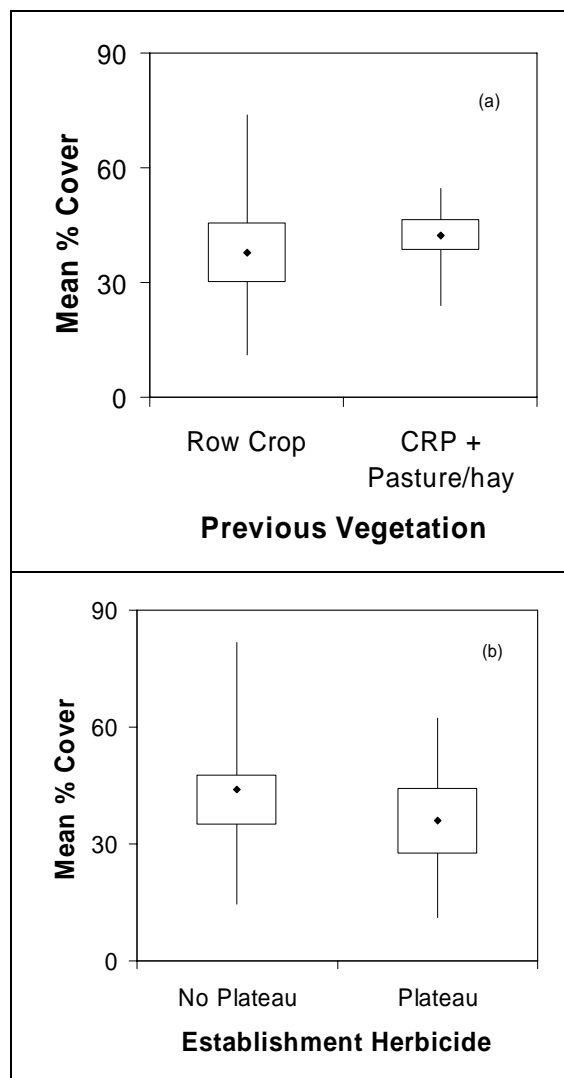 90
(a)
60
Mean % Cover
30
0
Row Crop
CRP +
Pasture/hay
Previous Vegetation
90
(b)
60
Mean % Cover
30
0
No Plateau
Plateau
Establishment Herbicide